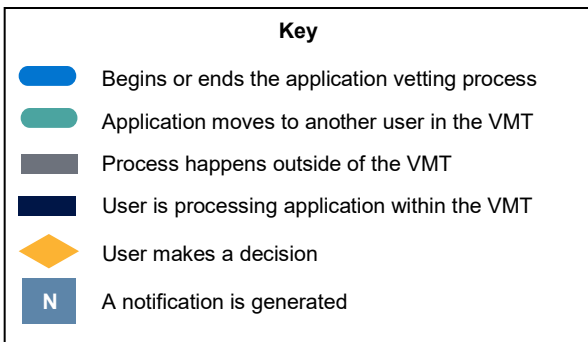 Key
Begins or ends the application vetting process
Application moves to another user in the VMT
Process happens outside of the VMT
User is processing application within the VMT
User makes a decision
N A notification is generated